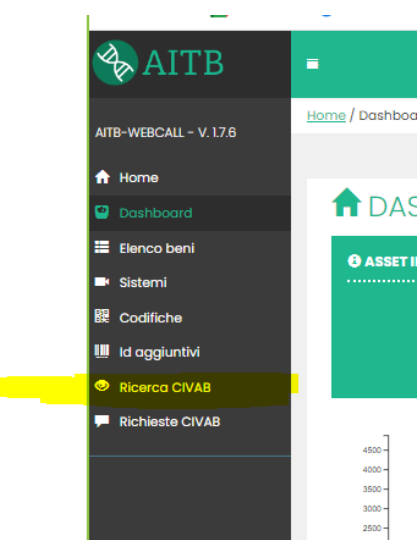 AITB
Home / Dashboa
AITB-WEBCALL - V. 1.7.6
Home
Dashboard
Elenco beni
Sistemi
Codifiche
Id aggiuntivi
Ricerca CIVAB
Richieste CIVAB
DAS
ASSET I
4500
4000
3500
3000
2500